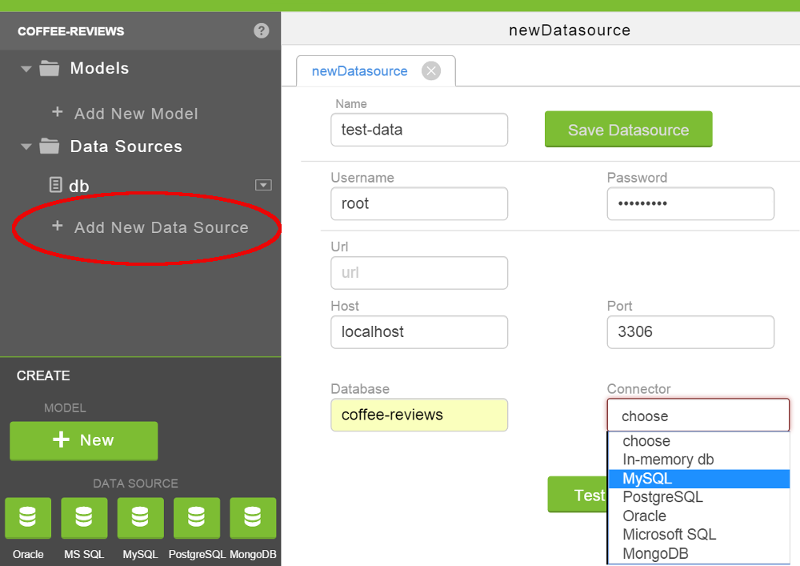 COFFEE-REVIEWS ?
Models
+ Add New Model
Data Sources
db
+ Add New Data Source
CREATE
MODEL
+ New
DATA SOURCE
Oracle MS SQL MySQL PostgreSQL MongoDB
newDatasource
newDatasource
Name
test-data
Save Datasource
Username Password
root •••••••••
Url
url
Host Port
localhost 3306
Database Connector
coffee-reviews choose
choose
In-memory db
MySQL
PostgreSQL
Test
Oracle
Microsoft SQL
MongoDB